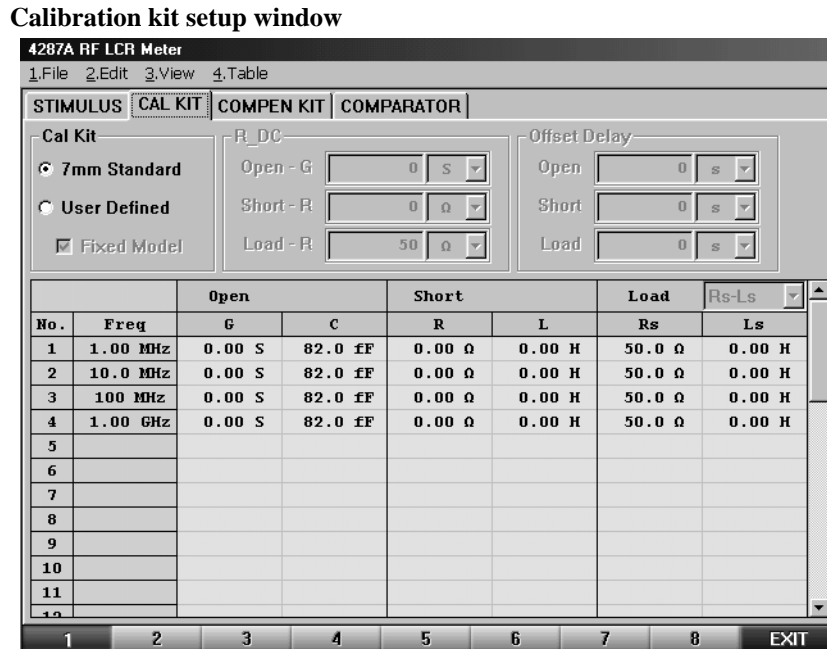 Calibration kit setup window
4287A RF LCR Meter
1.File 2.Edit 3.View 4.Table
STIMULUS CAL KIT COMPEN KIT COMPARATOR
Cal Kit R_DC Offset Delay
7mm Standard Open - G 0 S Open 0 s
User Defined Short - R 0 Ω Short 0 s
Fixed Model Load - R 50 Ω Load 0 s
Open Short Load Rs-Ls
No. Freq G C R L Rs Ls
1 1.00 MHz 0.00 S 82.0 fF 0.00 Ω 0.00 H 50.0 Ω 0.00 H
2 10.0 MHz 0.00 S 82.0 fF 0.00 Ω 0.00 H 50.0 Ω 0.00 H
3 100 MHz 0.00 S 82.0 fF 0.00 Ω 0.00 H 50.0 Ω 0.00 H
4 1.00 GHz 0.00 S 82.0 fF 0.00 Ω 0.00 H 50.0 Ω 0.00 H
5
6
7
8
9
10
11
12
1 2 3 4 5 6 7 8 EXIT